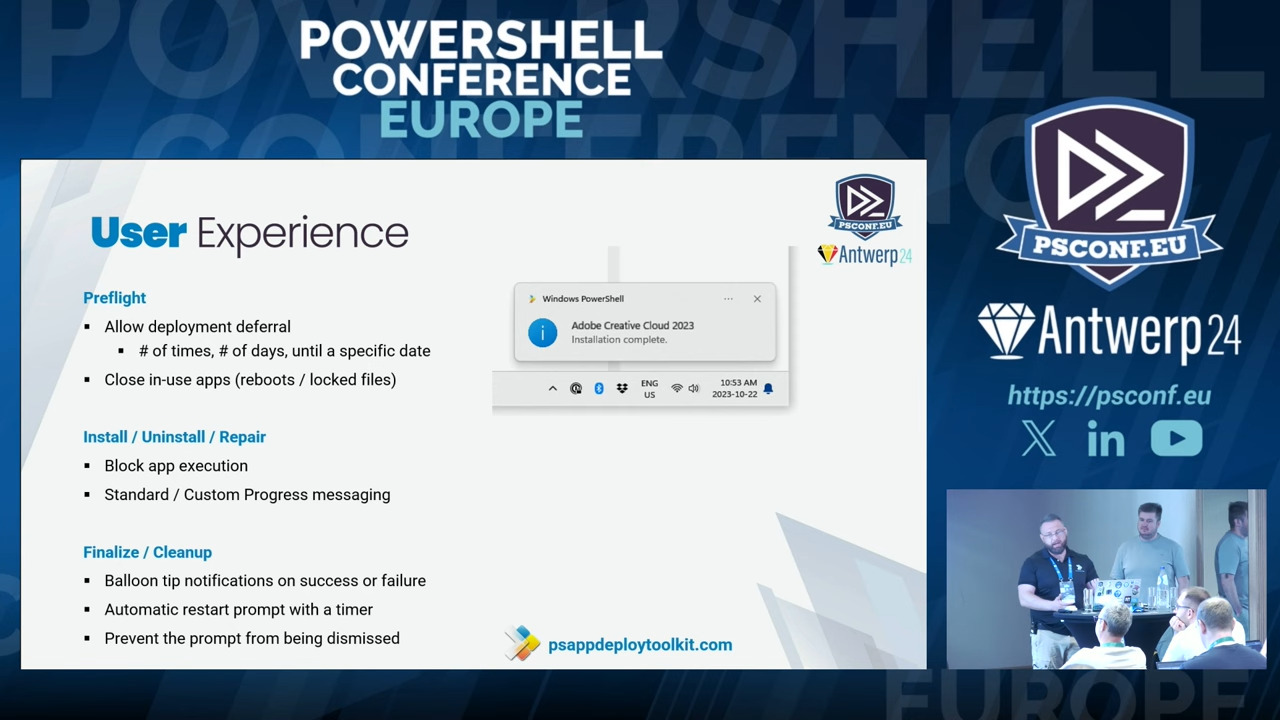 POWERSHELL
CONFERENCE
EUROPE
User Experience
PSCONF.EU
Antwerp24
Preflight
▪ Allow deployment deferral
▪ # of times, # of days, until a specific date
▪ Close in-use apps (reboots / locked files)
Install / Uninstall / Repair
▪ Block app execution
▪ Standard / Custom Progress messaging
Finalize / Cleanup
▪ Balloon tip notifications on success or failure
▪ Automatic restart prompt with a timer
▪ Prevent the prompt from being dismissed
Windows PowerShell
Adobe Creative Cloud 2023
Installation complete.
ENG
US
10:53 AM
2023-10-22
psappdeploytoolkit.com
PSCONF.EU
Antwerp24
https://psconf.eu
X in
POWERSHELL
CONFERENCE
EUROPE